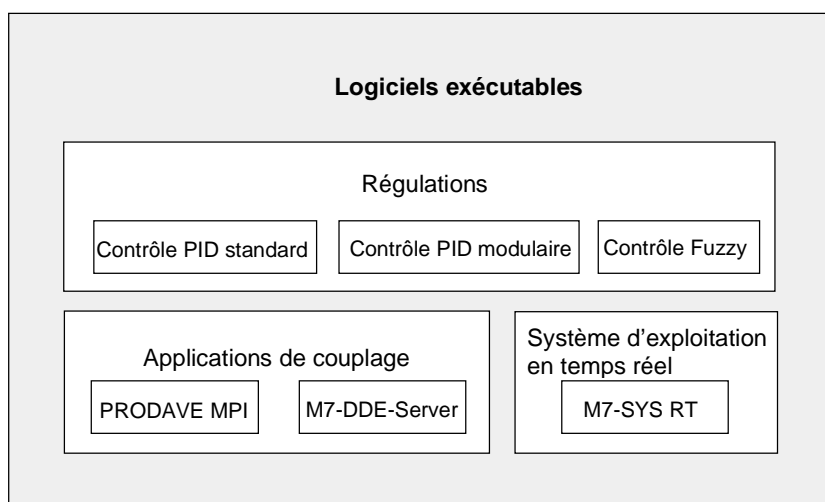 Logiciels exécutables
Régulations
Contrôle PID standard
Contrôle PID modulaire
Contrôle Fuzzy
Applications de couplage
PRODAVE MPI
M7-DDE-Server
Système d’exploitation
en temps réel
M7-SYS RT